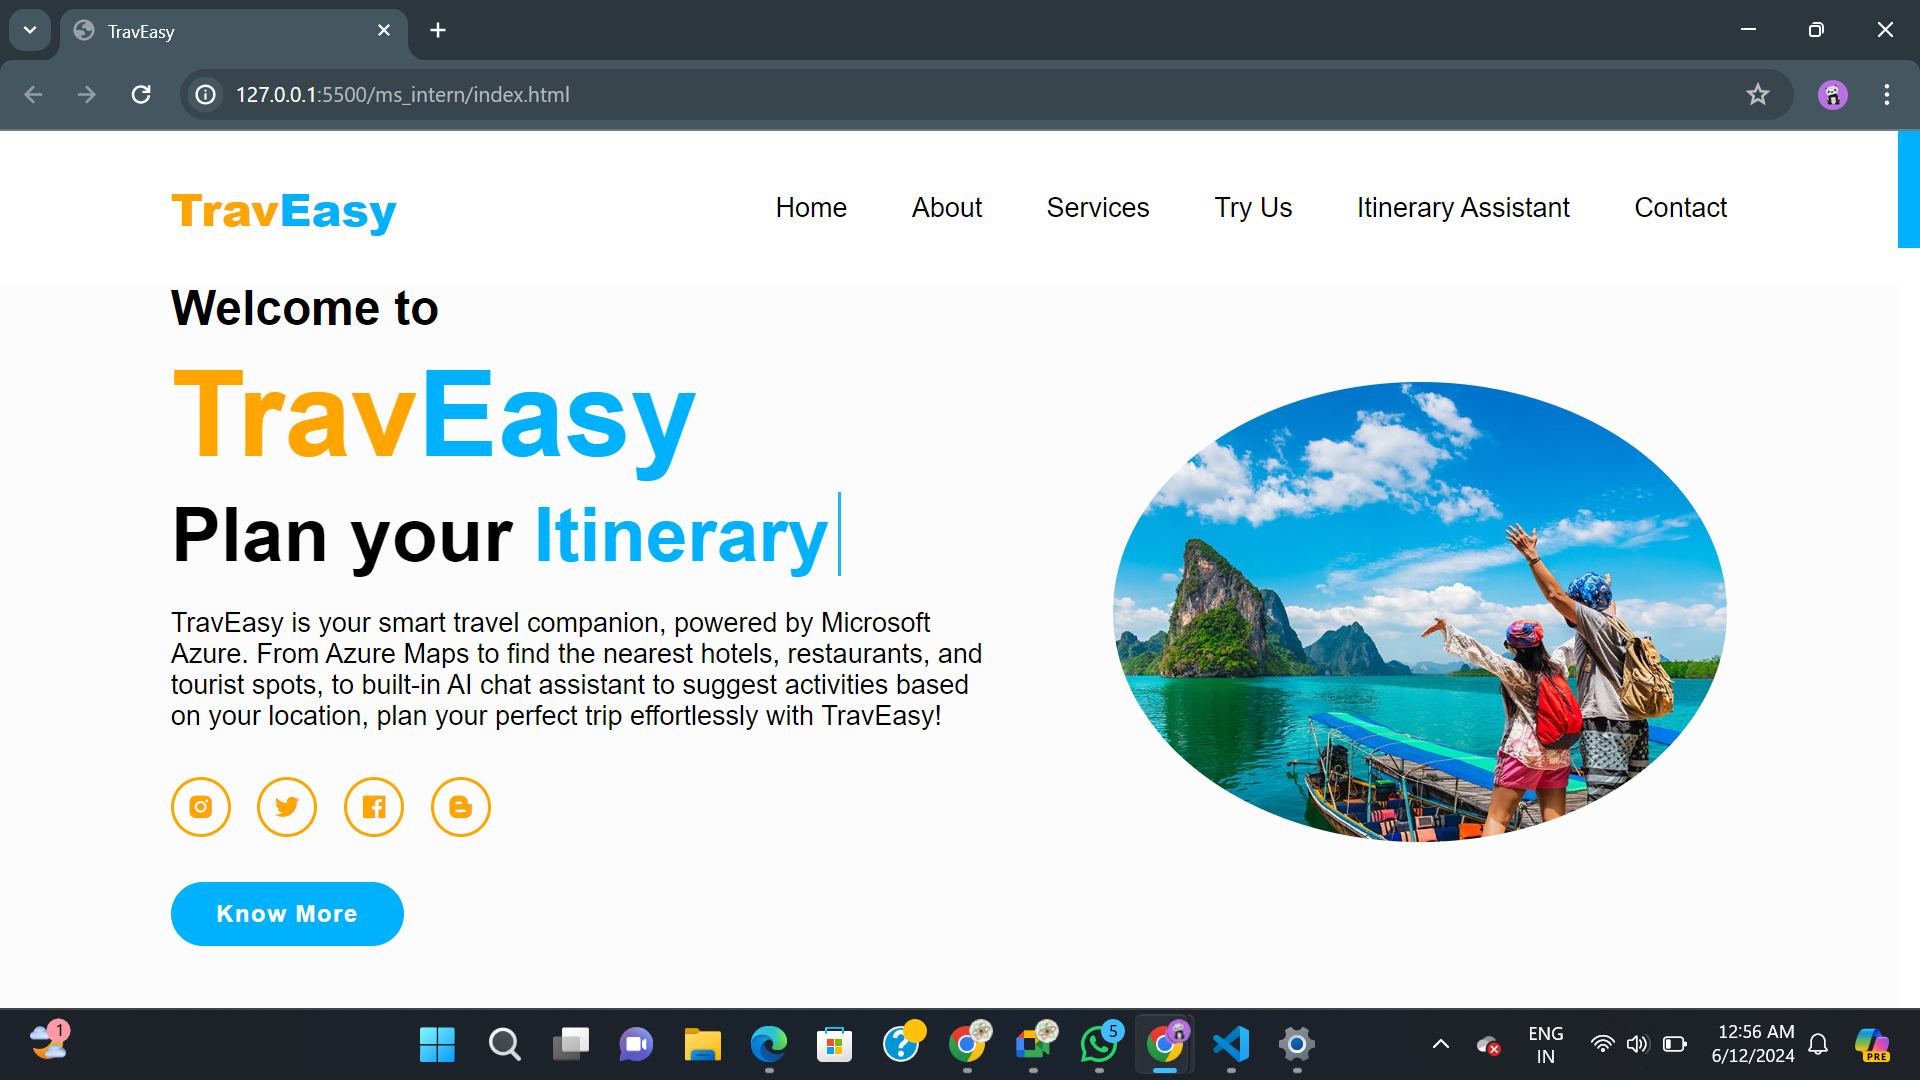 TravEasy
127.0.0.1:5500/ms_intern/index.html
TravEasy
Home About Services Try Us Itinerary Assistant Contact
Welcome to
TravEasy
Plan your Itinerary
TravEasy is your smart travel companion, powered by Microsoft
Azure. From Azure Maps to find the nearest hotels, restaurants, and
tourist spots, to built-in AI chat assistant to suggest activities based
on your location, plan your perfect trip effortlessly with TravEasy!
Know More
1
5
ENG
IN
12:56 AM
6/12/2024
PRE